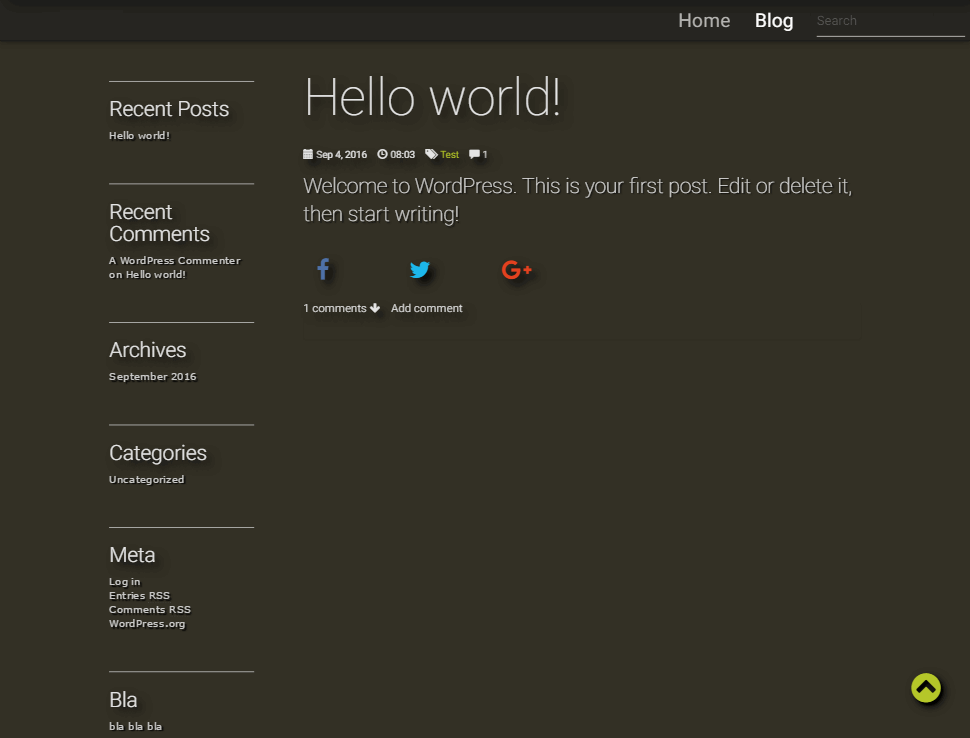 Home Blog Search
Recent Posts
Hello world!
Recent
Comments
A WordPress Commenter
on Hello world!
Archives
September 2016
Categories
Uncategorized
Meta
Log in
Entries RSS
Comments RSS
WordPress.org
Bla
bla bla bla
Hello world!
Sep 4, 2016 08:03 Test 1
Welcome to WordPress. This is your first post. Edit or delete it,
then start writing!
1 comments Add comment